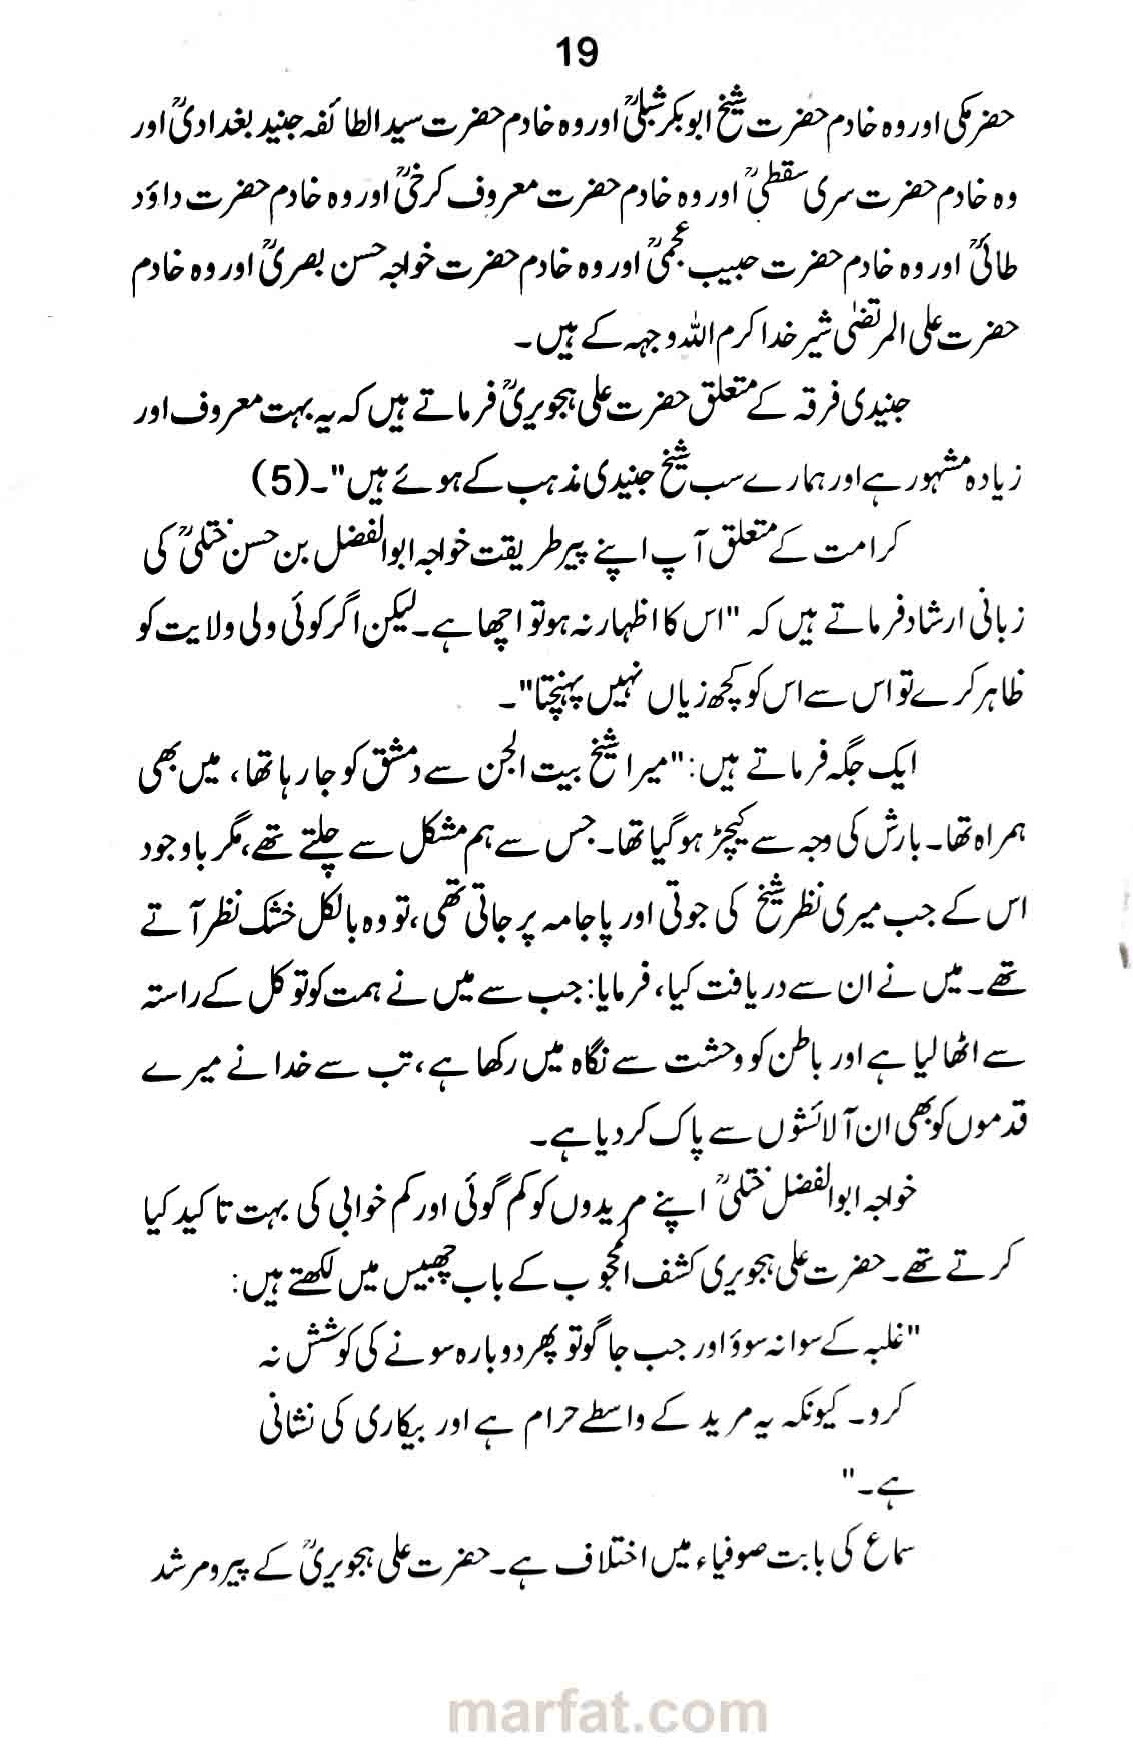 19
حضرمکی اور وہ خادم حضرت شیخ ابوبکر شبلیؒ اور وہ خادم حضرت سید الطائفہ جنید بغدادیؒ اور
وہ خادم حضرت سری سقطیؒ اور وہ خادم حضرت معروف کرخیؒ اور وہ خادم حضرت داؤد
طائیؒ اور وہ خادم حضرت حبیب عجمیؒ اور وہ خادم حضرت خواجہ حسن بصریؒ اور وہ خادم
حضرت علی المرتضیٰ شیر خدا کرم اللہ وجہہ کے ہیں۔
جنیدی فرقہ کے متعلق حضرت علی ہجویریؒ فرماتے ہیں کہ یہ بہت معروف اور
زیادہ مشہور ہے اور ہمارے سب شیخ جنیدی مذہب کے ہوئے ہیں"۔(5)
کرامت کے متعلق آپ اپنے پیر طریقت خواجہ ابوالفضل بن حسن ختلیؒ کی
زبانی ارشاد فرماتے ہیں کہ "اس کا اظہار نہ ہو تو اچھا ہے۔ لیکن اگر کوئی ولی ولایت کو
ظاہر کرے تو اس سے اس کو کچھ زیاں نہیں پہنچتا"۔
ایک جگہ فرماتے ہیں: "میرا شیخ بیت الجن سے دمشق کو جا رہا تھا، میں بھی
ہمراہ تھا۔ بارش کی وجہ سے کیچڑ ہو گیا تھا۔ جس سے ہم مشکل سے چلتے تھے، مگر باوجود
اس کے جب میری نظر شیخ کی جوتی اور پاجامہ پر جاتی تھی، تو وہ بالکل خشک نظر آتے
تھے۔ میں نے ان سے دریافت کیا، فرمایا: جب سے میں نے ہمت کو توکل کے راستہ
سے اٹھا لیا ہے اور باطن کو وحشت سے نگاہ میں رکھا ہے، تب سے خدا نے میرے
قدموں کو بھی ان آلائشوں سے پاک کر دیا ہے۔
خواجہ ابوالفضل ختلیؒ اپنے مریدوں کو کم گوئی اور کم خوابی کی بہت تاکید کیا
کرتے تھے۔ حضرت علی ہجویری کشف المحجوب کے باب چھبیس میں لکھتے ہیں:
"غلبہ کے سوا نہ سوؤ اور جب جاگو تو پھر دوبارہ سونے کی کوشش نہ
کرو۔ کیونکہ یہ مرید کے واسطے حرام ہے اور بیکاری کی نشانی
ہے۔"
سماع کی بابت صوفیاء میں اختلاف ہے۔ حضرت علی ہجویریؒ کے پیر و مرشد
marfat.com